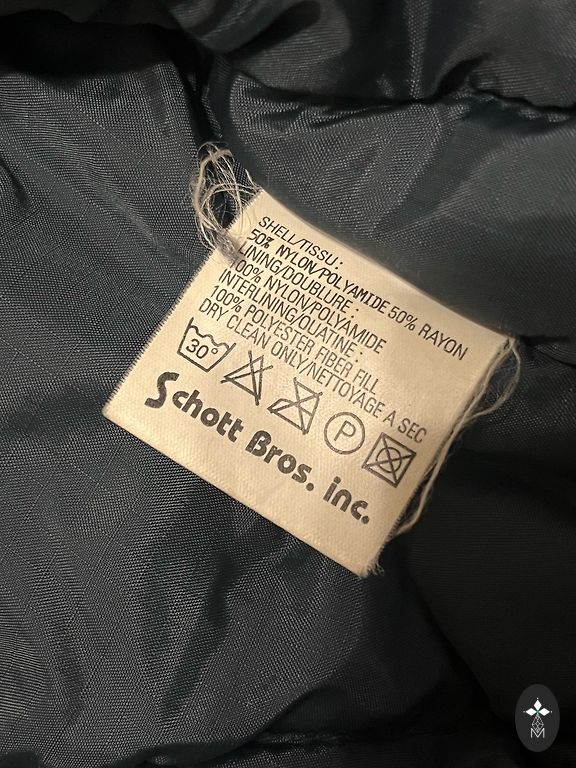 SHELL/TISSU:
50% NYLON/POLYAMIDE 50% RAYON
LINING/DOUBLURE:
100% NYLON/POLYAMIDE
INTERLINING/OUATINE:
100% POLYESTER FIBER FILL
DRY CLEAN ONLY/NETTOYAGE A SEC
30° P
Schott Bros. inc.
M